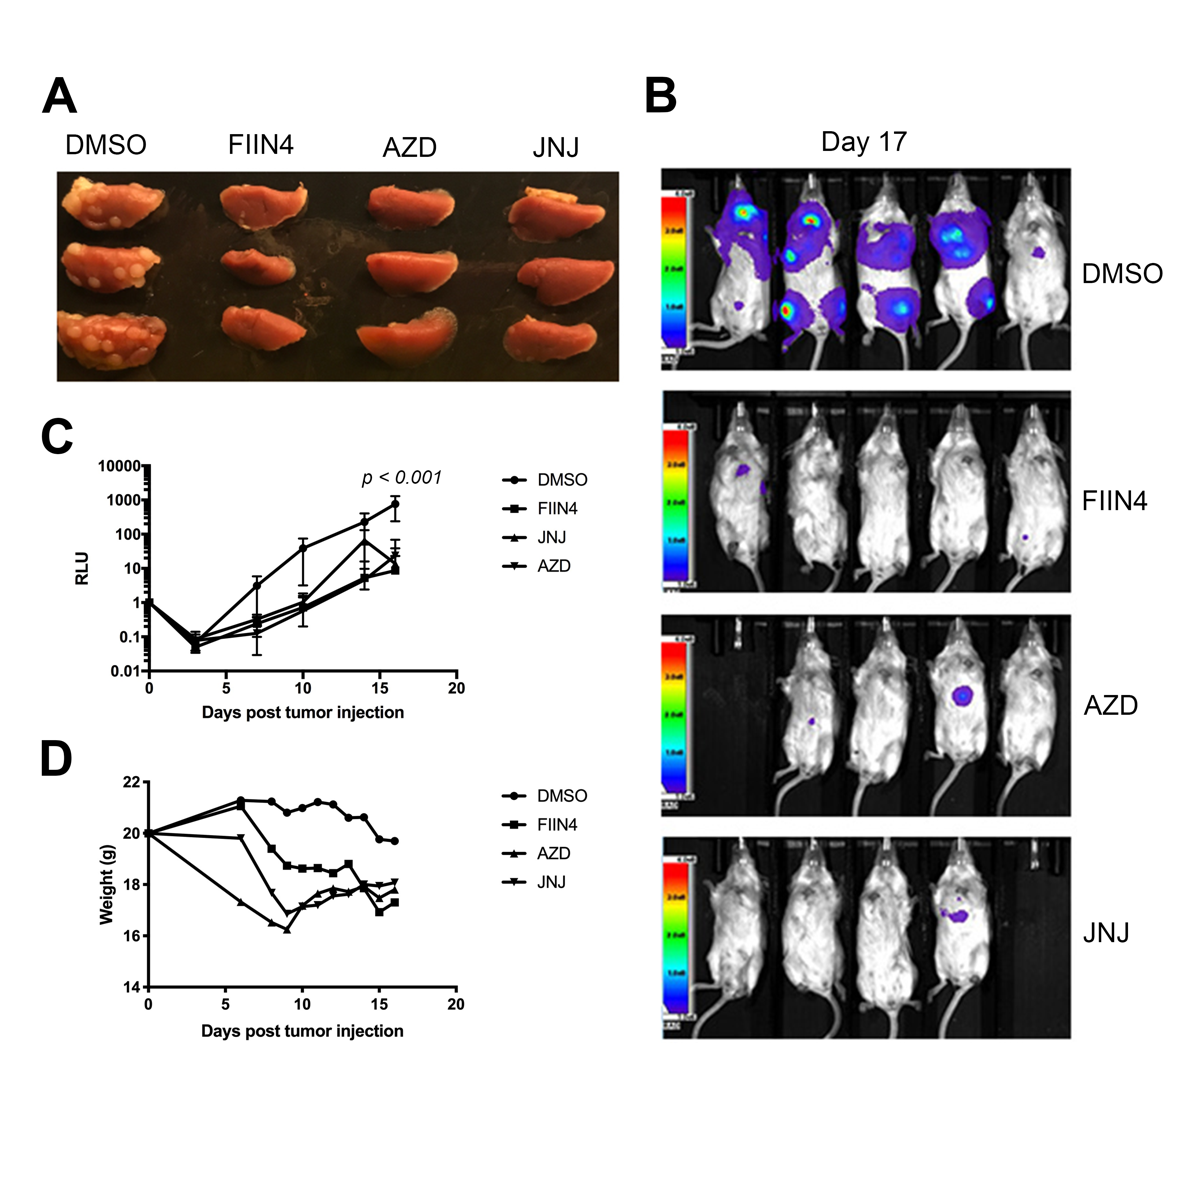 A
DMSO FIIN4 AZD JNJ
B
Day 17
DMSO
FIIN4
AZD
JNJ
C
10000
1000
100
10
1
0.1
0.01
RLU
p < 0.001
DMSO
FIIN4
JNJ
AZD
0 5 10 15 20
Days post tumor injection
D
22
20
18
16
14
Weight (g)
DMSO
FIIN4
AZD
JNJ
0 5 10 15 20
Days post tumor injection